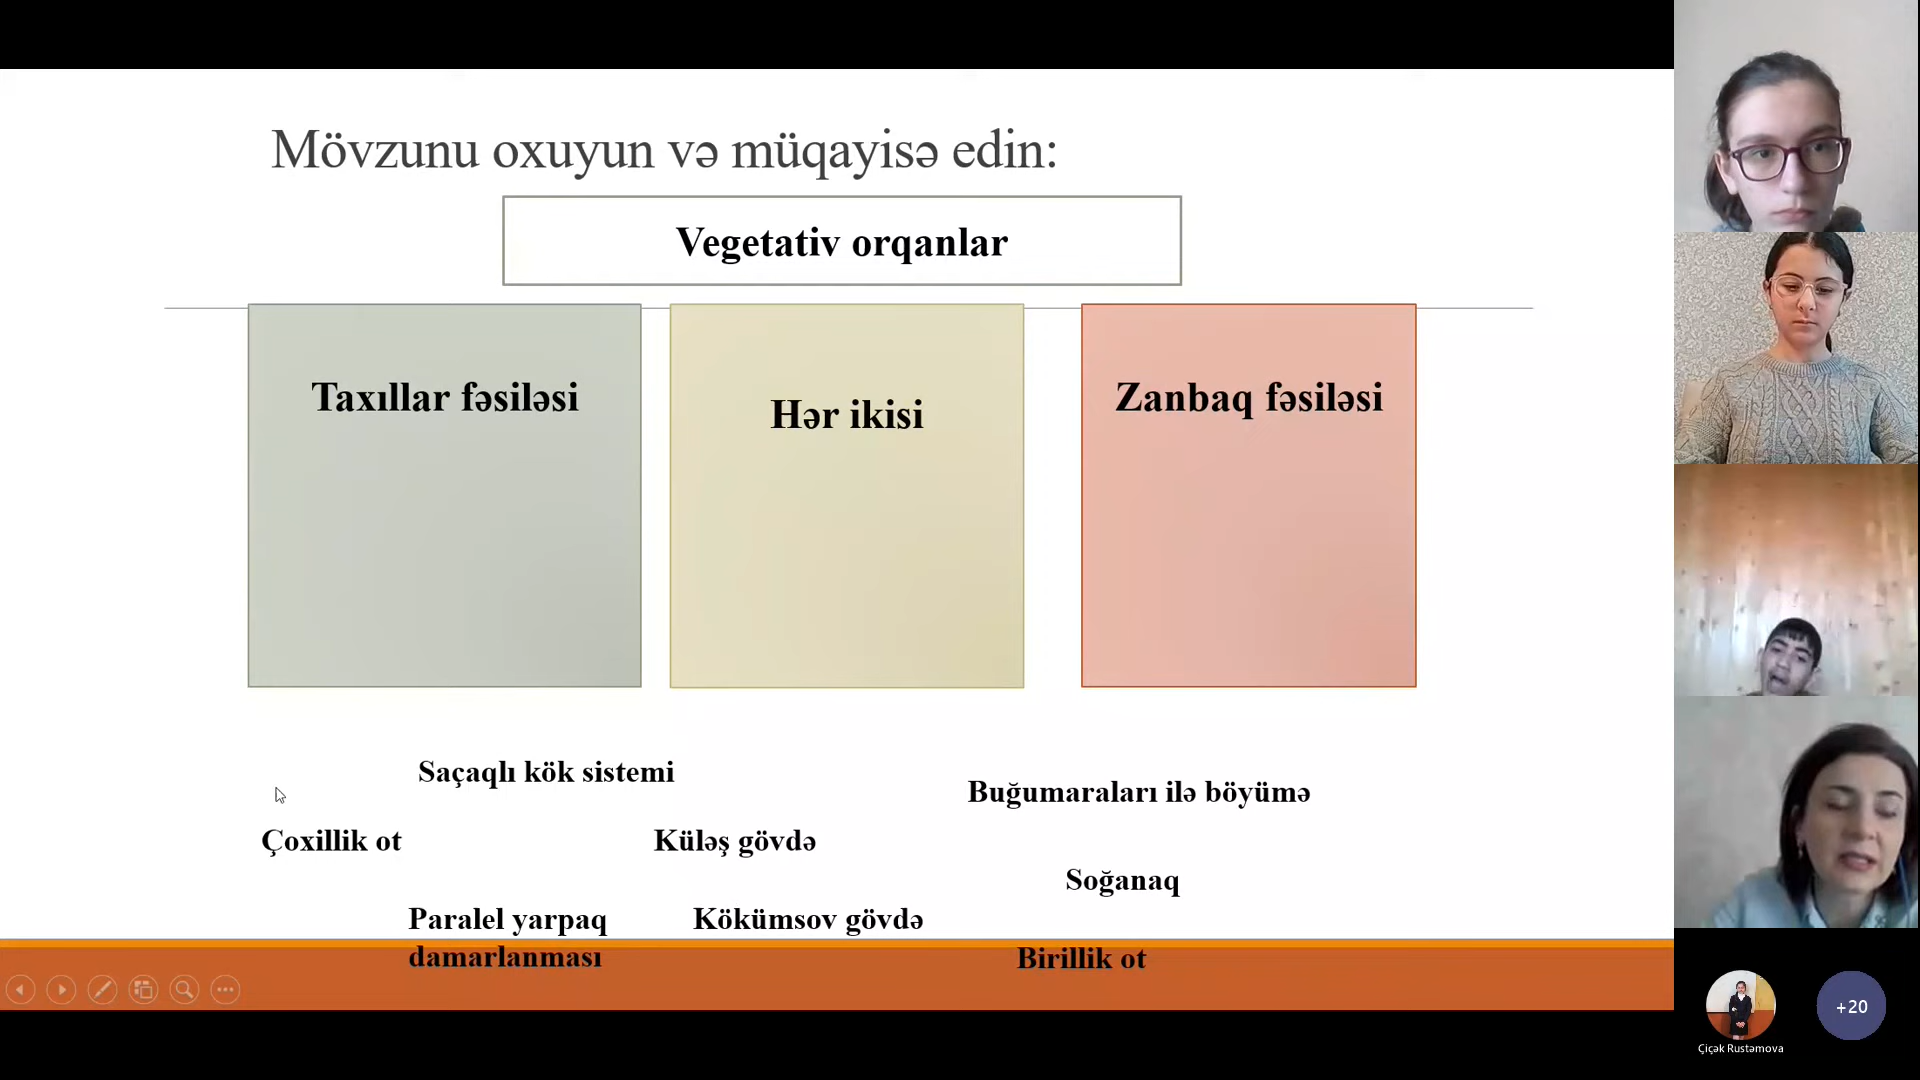 Mövzunu oxuyun və müqayisə edin:
Vegetativ orqanlar
Taxıllar fəsiləsi
Hər ikisi
Zanbaq fəsiləsi
Saçaqlı kök sistemi
Buğumaraları ilə böyümə
Çoxillik ot
Küləş gövdə
Soğanaq
Paralel yarpaq
damarlanması
Kökümsov gövdə
Birillik ot
+20
Çiçək Rustəmova